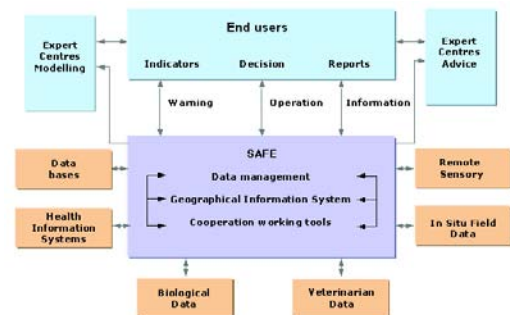 End users
Expert
Centres
Modelling
Expert
Centres
Advice
Indicators Decision Reports
Warning Operation Information
SAFE
Data
bases
Data management
Remote
Sensory
Geographical Information System
Health
Information
Systems
Cooperation working tools
In Situ Field
Data
Biological
Data
Veterinarian
Data